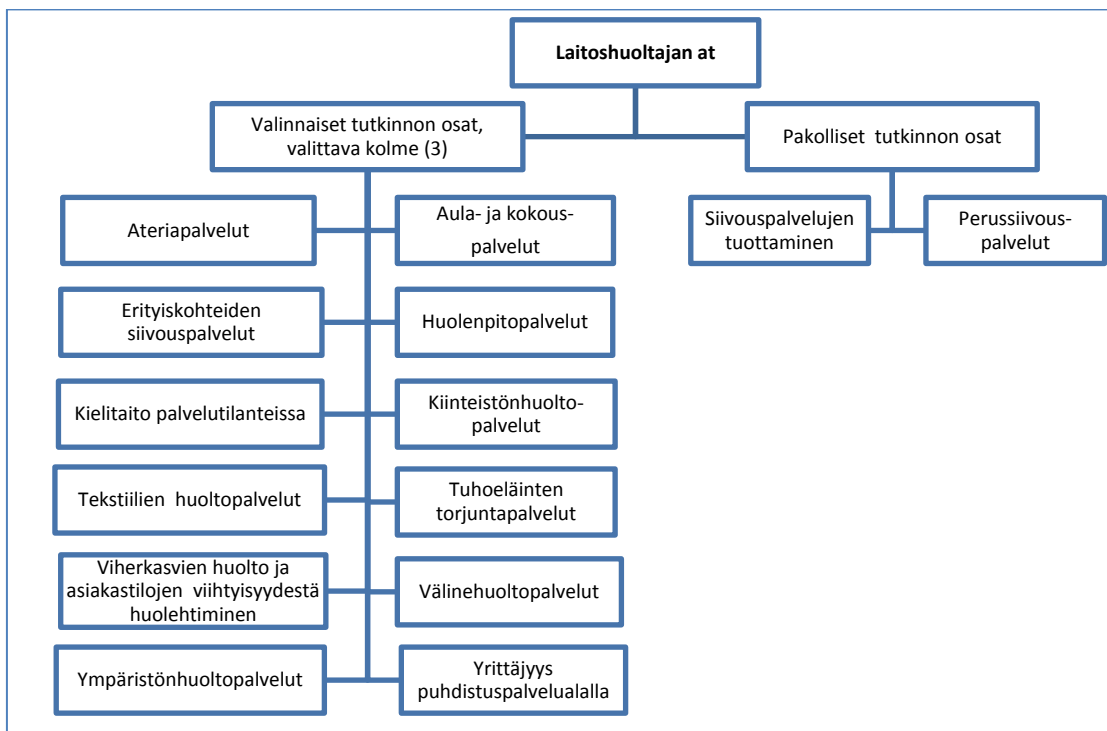 Laitoshuoltajan at
Valinnaiset tutkinnon osat,
valittava kolme (3)
Pakolliset tutkinnon osat
Ateriapalvelut
Aula- ja kokous-
palvelut
Siivouspalvelujen
tuottaminen
Perussiivous-
palvelut
Erityiskohteiden
siivouspalvelut
Huolenpitopalvelut
Kielitaito palvelutilanteissa
Kiinteistönhuolto-
palvelut
Tekstiilien huoltopalvelut
Tuhoeläinten
torjuntapalvelut
Viherkasvien huolto ja
asiakastilojen viihtyisyydestä
huolehtiminen
Välinehuoltopalvelut
Ympäristönhuoltopalvelut
Yrittäjyys
puhdistuspalvelualalla